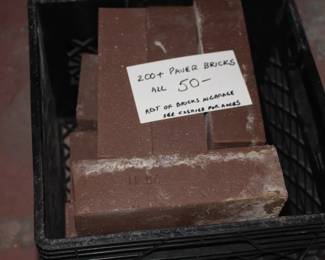 200+ PAVER BRICKS
ALL 50-
REST OF BRICKS IN GARAGE
SEE CASHIER FOR